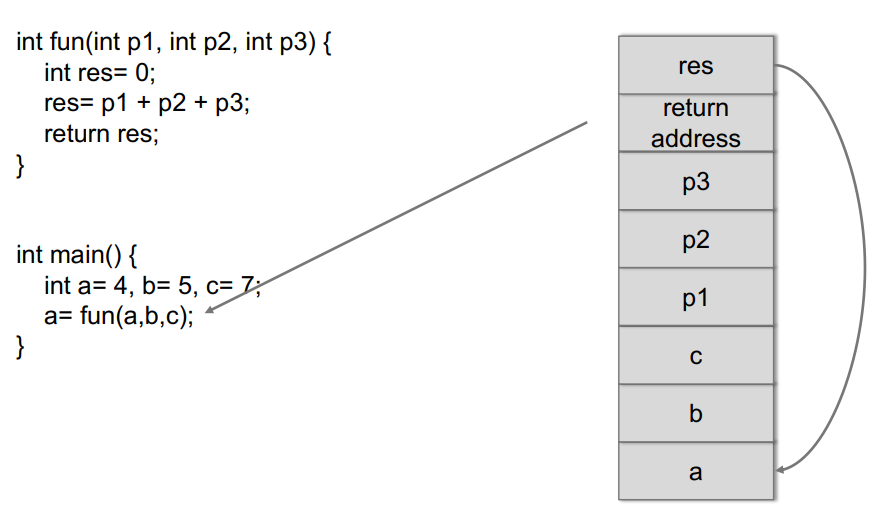 int fun(int p1, int p2, int p3) {
int res= 0;
res= p1 + p2 + p3;
return res;
}
int main() {
int a= 4, b= 5, c= 7;
a= fun(a,b,c);
}
res
return
address
p3
p2
p1
c
b
a